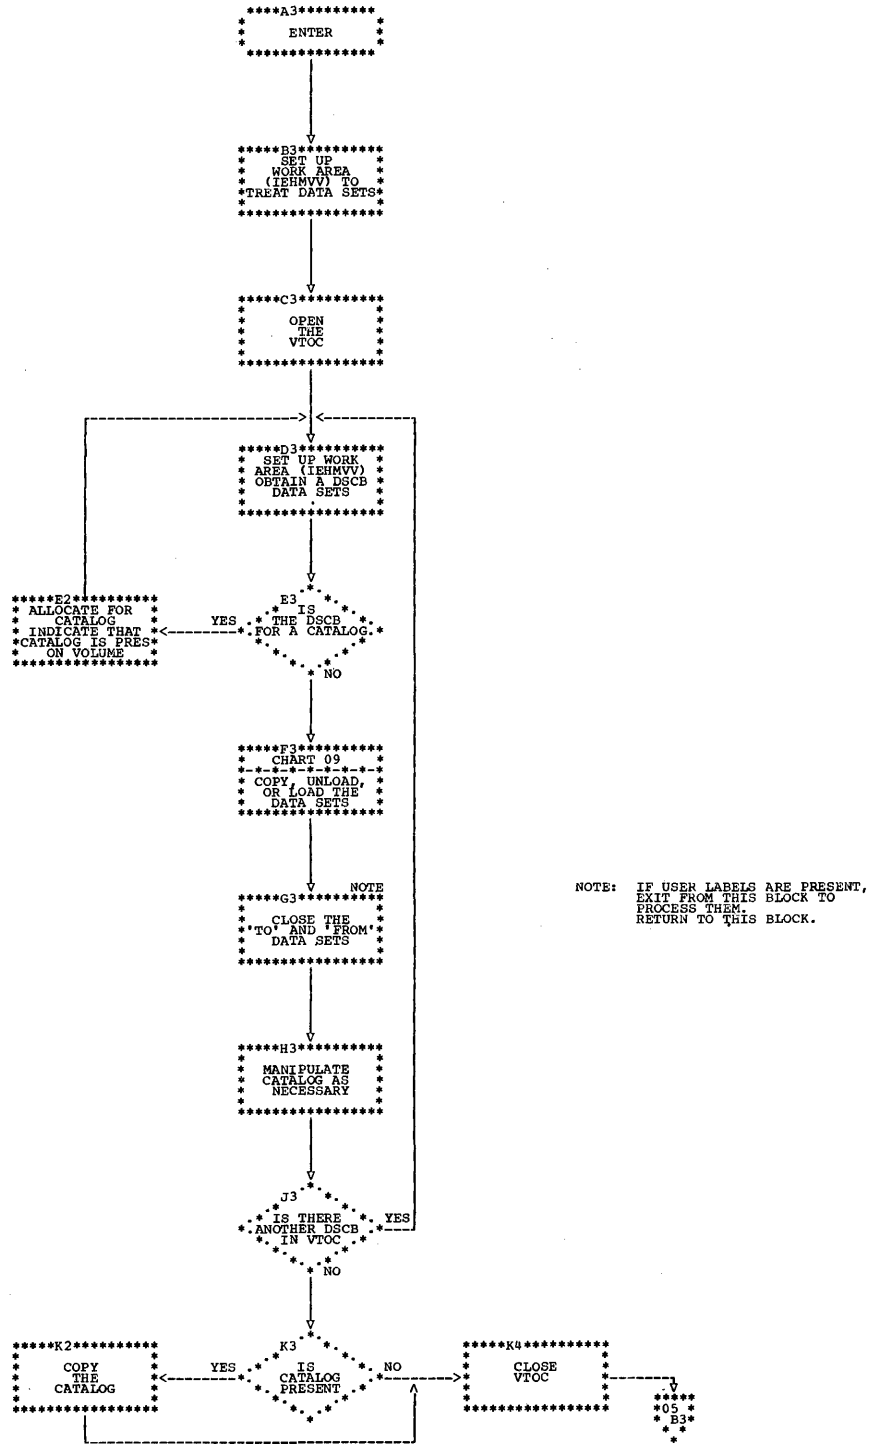 A3
ENTER
B3
SET UP
WORK AREA
(IEHMVV) TO
TREAT DATA SETS
C3
OPEN
THE
VTOC
D3
SET UP WORK
AREA (IEHMVV)
OBTAIN A DSCB
DATA SETS
E2
ALLOCATE FOR
CATALOG
INDICATE THAT
CATALOG IS PRES
ON VOLUME
YES
E3
IS
THE DSCB
FOR A CATALOG
NO
F3
CHART 09
COPY, UNLOAD,
OR LOAD THE
DATA SETS
NOTE
G3
CLOSE THE
'TO' AND 'FROM'
DATA SETS
NOTE: IF USER LABELS ARE PRESENT,
EXIT FROM THIS BLOCK TO
PROCESS THEM.
RETURN TO THIS BLOCK.
H3
MANIPULATE
CATALOG AS
NECESSARY
J3
IS THERE
ANOTHER DSCB
IN VTOC
YES
NO
K2
COPY
THE
CATALOG
YES
K3
IS
CATALOG
PRESENT
NO
K4
CLOSE
VTOC
05
B3